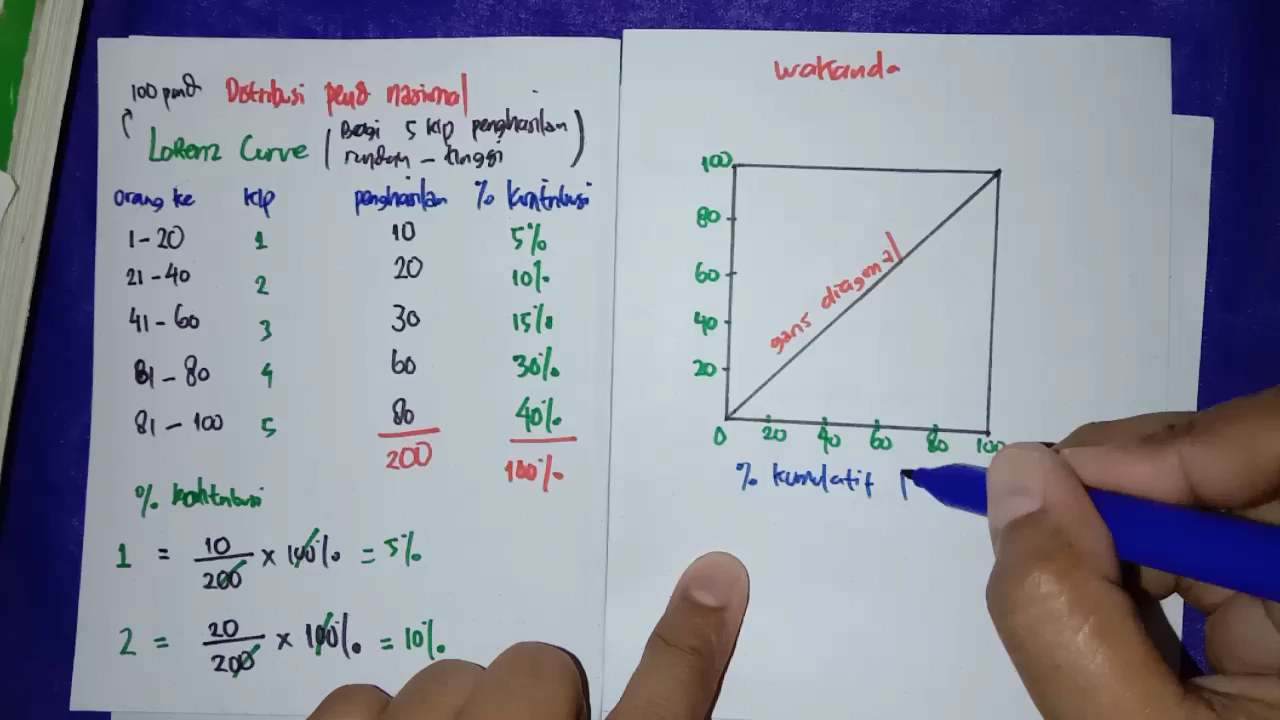 100 pend Distribusi pend nasional
Lorenz Curve (Bagi 5 klp penghasilan
rendah - tinggi)
orang ke klp penghasilan % kontribusi
1 - 20 1 10 5%
21 - 40 2 20 10%
41 - 60 3 30 15%
81 - 80 4 60 30%
81 - 100 5 80 40%
200 100%
% kontribusi
1 = 10/200 x 100% = 5%
2 = 20/200 x 100% = 10%
wakanda
100
80
60
40
20
garis diagonal
0 20 40 60 80 100
% kumulatif